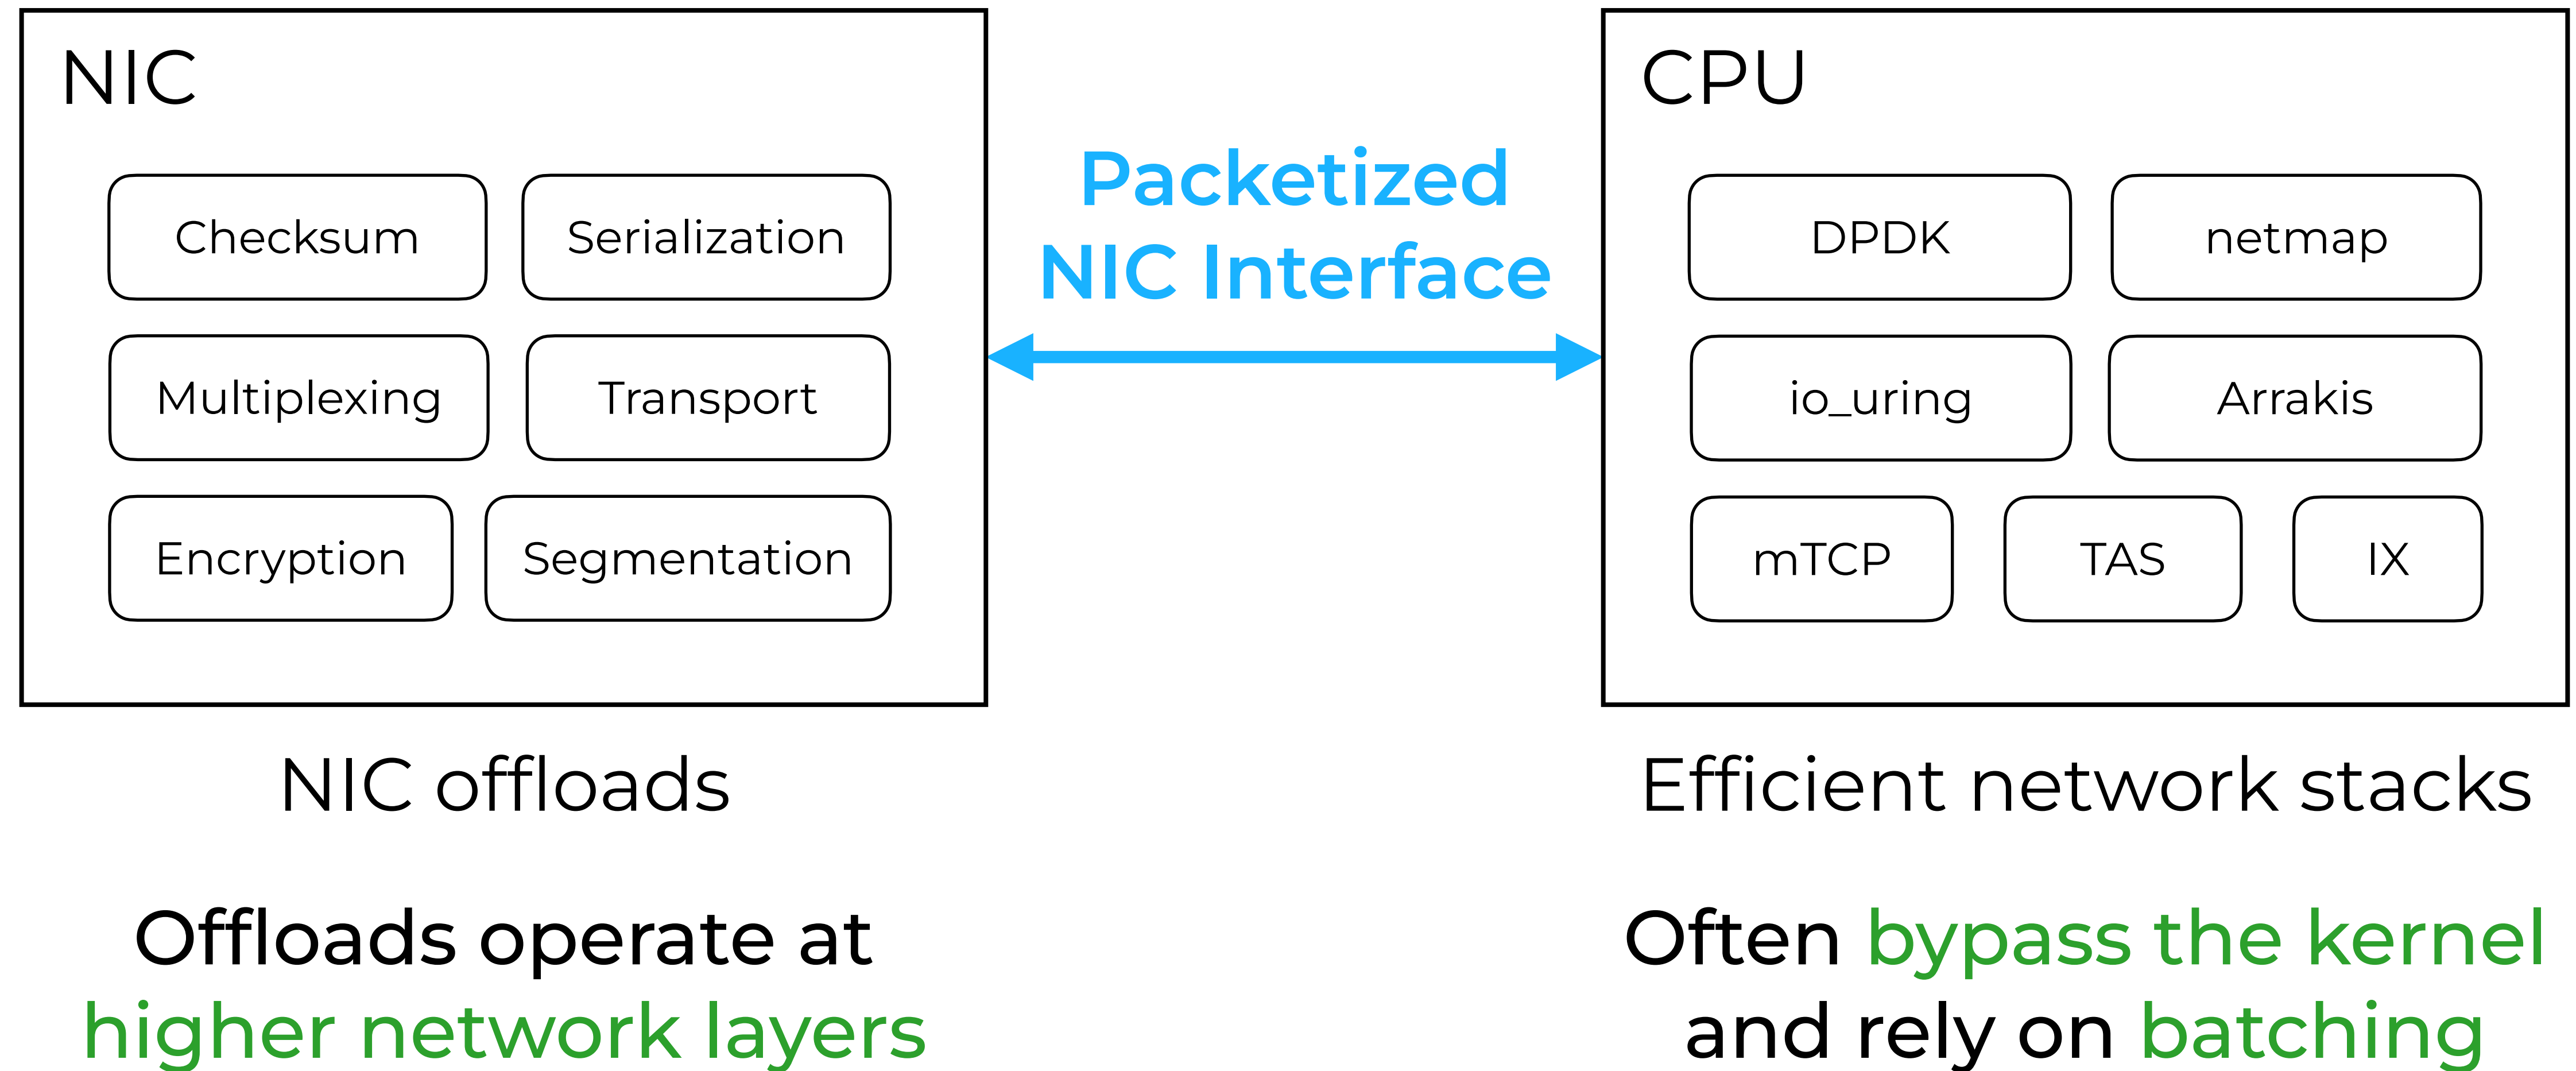 NIC
Checksum
Serialization
Multiplexing
Transport
Encryption
Segmentation
Packetized
NIC Interface
CPU
DPDK
netmap
io_uring
Arrakis
mTCP
TAS
IX
NIC offloads
Efficient network stacks
Offloads operate at
higher network layers
Often bypass the kernel
and rely on batching